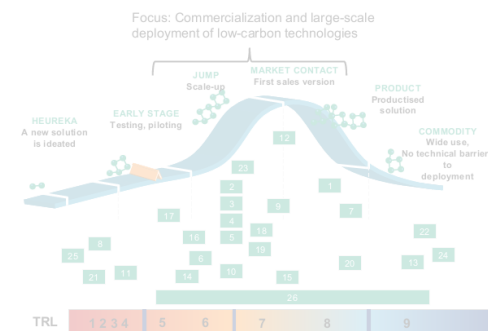 Focus: Commercialization and large-scale
deployment of low-carbon technologies
JUMP
Scale-up
MARKET CONTACT
First sales version
PRODUCT
Productised
solution
EARLY STAGE
Testing, piloting
HEUREKA
A new solution
is ideated
COMMODITY
Wide use,
No technical barrier
to
deployment
12
23
2
1
3
9
7
17
4
18
22
16
5
8
19
25
6
24
20
13
10
11
21
14
15
26
TRL
1 2 3 4
5
6
7
8
9